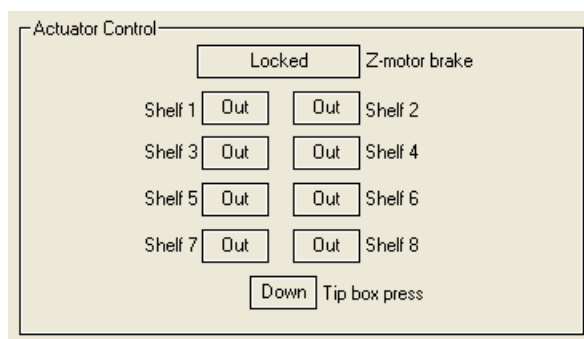 Actuator Control
Locked Z-motor brake
Shelf 1 Out Out Shelf 2
Shelf 3 Out Out Shelf 4
Shelf 5 Out Out Shelf 6
Shelf 7 Out Out Shelf 8
Down Tip box press